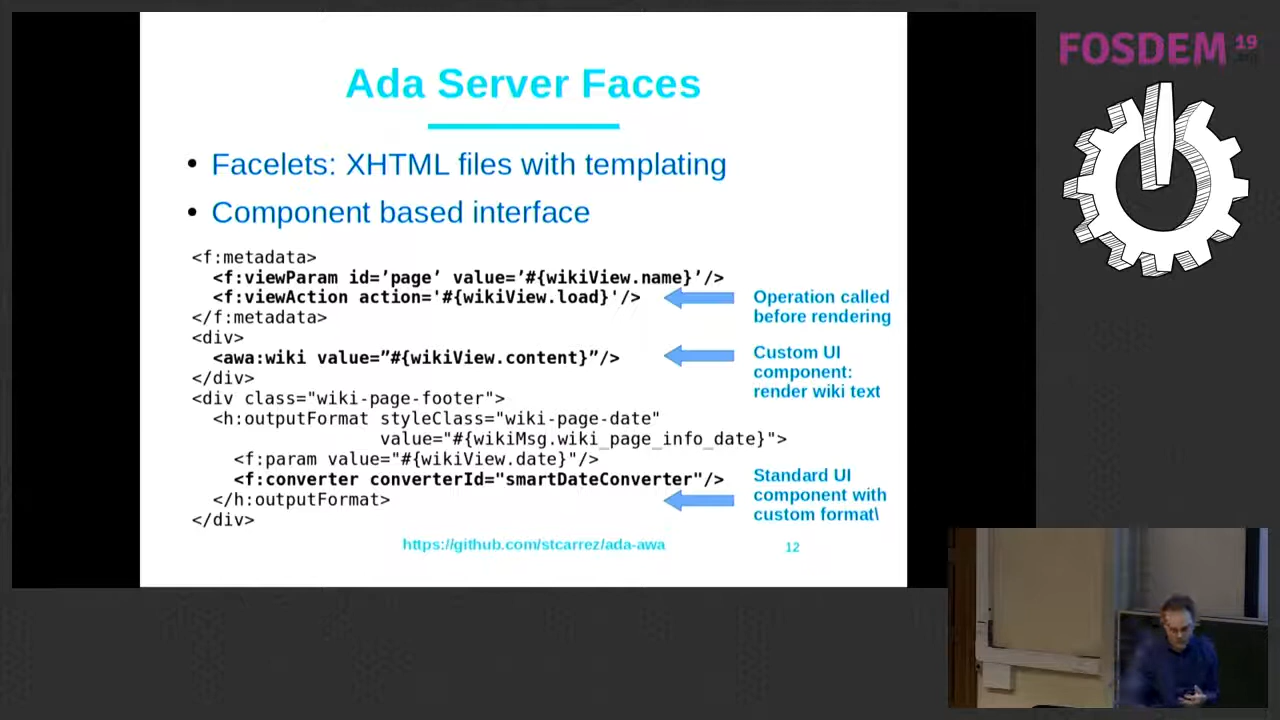 FOSDEM 19
Ada Server Faces
• Facelets: XHTML files with templating
• Component based interface
<f:metadata>
<f:viewParam id=’page’ value=’#{wikiView.name}’/>
<f:viewAction action='#{wikiView.load}'/>
</f:metadata>
<div>
<awa:wiki value=”#{wikiView.content}”/>
</div>
<div class="wiki-page-footer">
<h:outputFormat styleClass="wiki-page-date"
value="#{wikiMsg.wiki_page_info_date}">
<f:param value="#{wikiView.date}"/>
<f:converter converterId="smartDateConverter"/>
</h:outputFormat>
</div>
Operation called
before rendering
Custom UI
component:
render wiki text
Standard UI
component with
custom format\
https://github.com/stcarrez/ada-awa
12